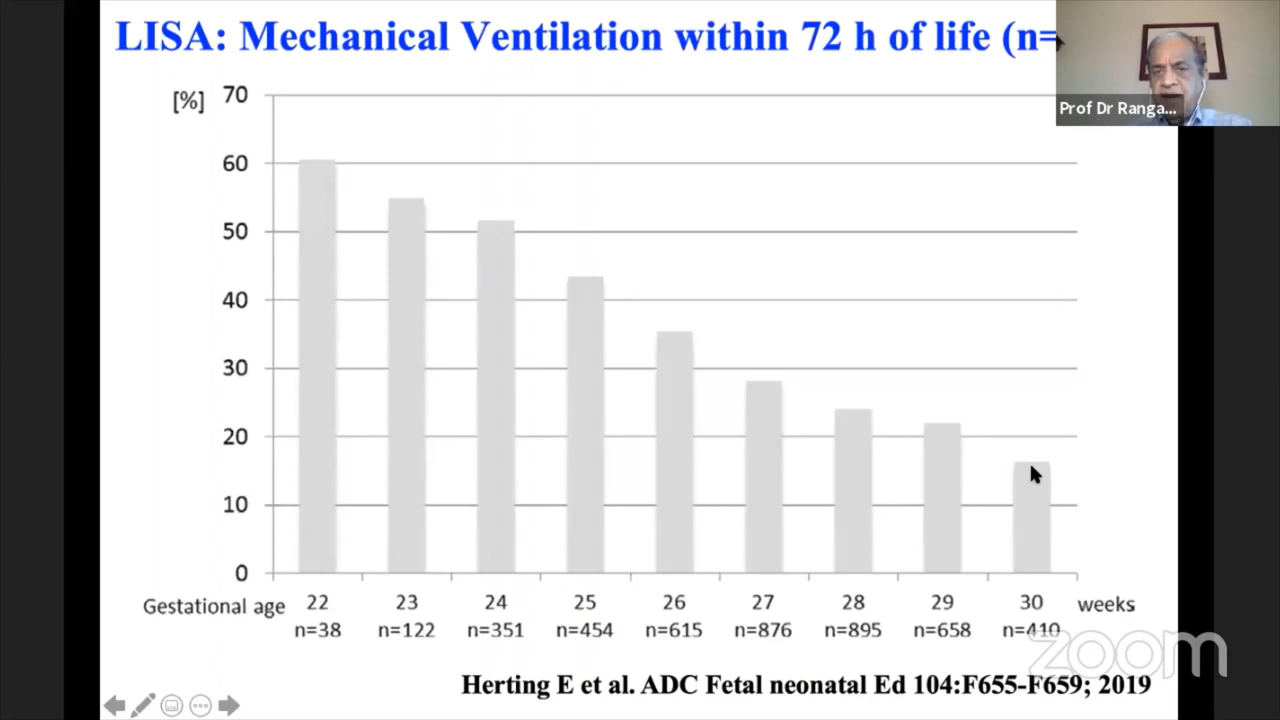 LISA: Mechanical Ventilation within 72 h of life (n=
Prof Dr Ranga...
[%]
70
60
50
40
30
20
10
0
Gestational age 22 23 24 25 26 27 28 29 30 weeks
n=38 n=122 n=351 n=454 n=615 n=876 n=895 n=658 n=410
zoom
Herting E et al. ADC Fetal neonatal Ed 104:F655-F659; 2019